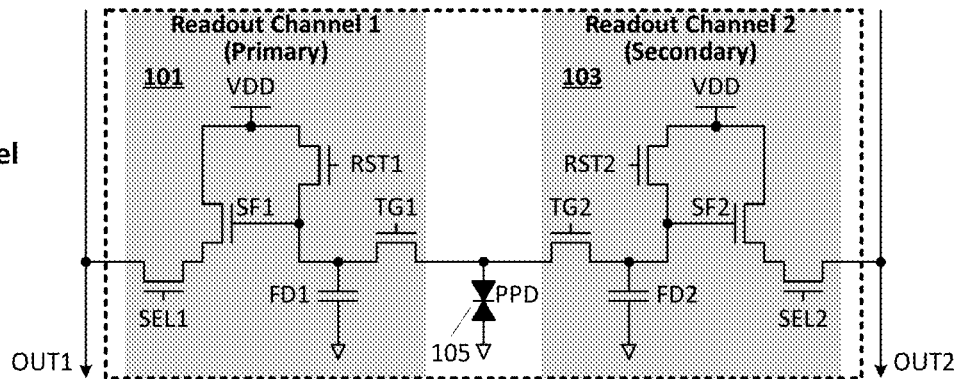 Readout Channel 1
(Primary)
101
VDD
RST1
SF1
TG1
FD1
SEL1
OUT1
el
PPD
105
Readout Channel 2
(Secondary)
103
VDD
RST2
TG2
SF2
FD2
SEL2
OUT2